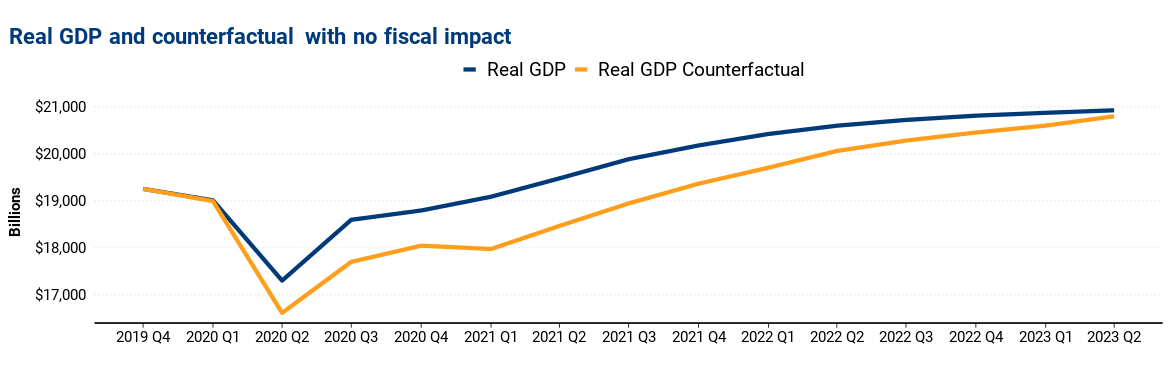 Real GDP and counterfactual  with no fiscal impact
Real GDP Real GDP Counterfactual
Billions
$21,000
$20,000
$19,000
$18,000
$17,000
2019 Q4 2020 Q1 2020 Q2 2020 Q3 2020 Q4 2021 Q1 2021 Q2 2021 Q3 2021 Q4 2022 Q1 2022 Q2 2022 Q3 2022 Q4 2023 Q1 2023 Q2